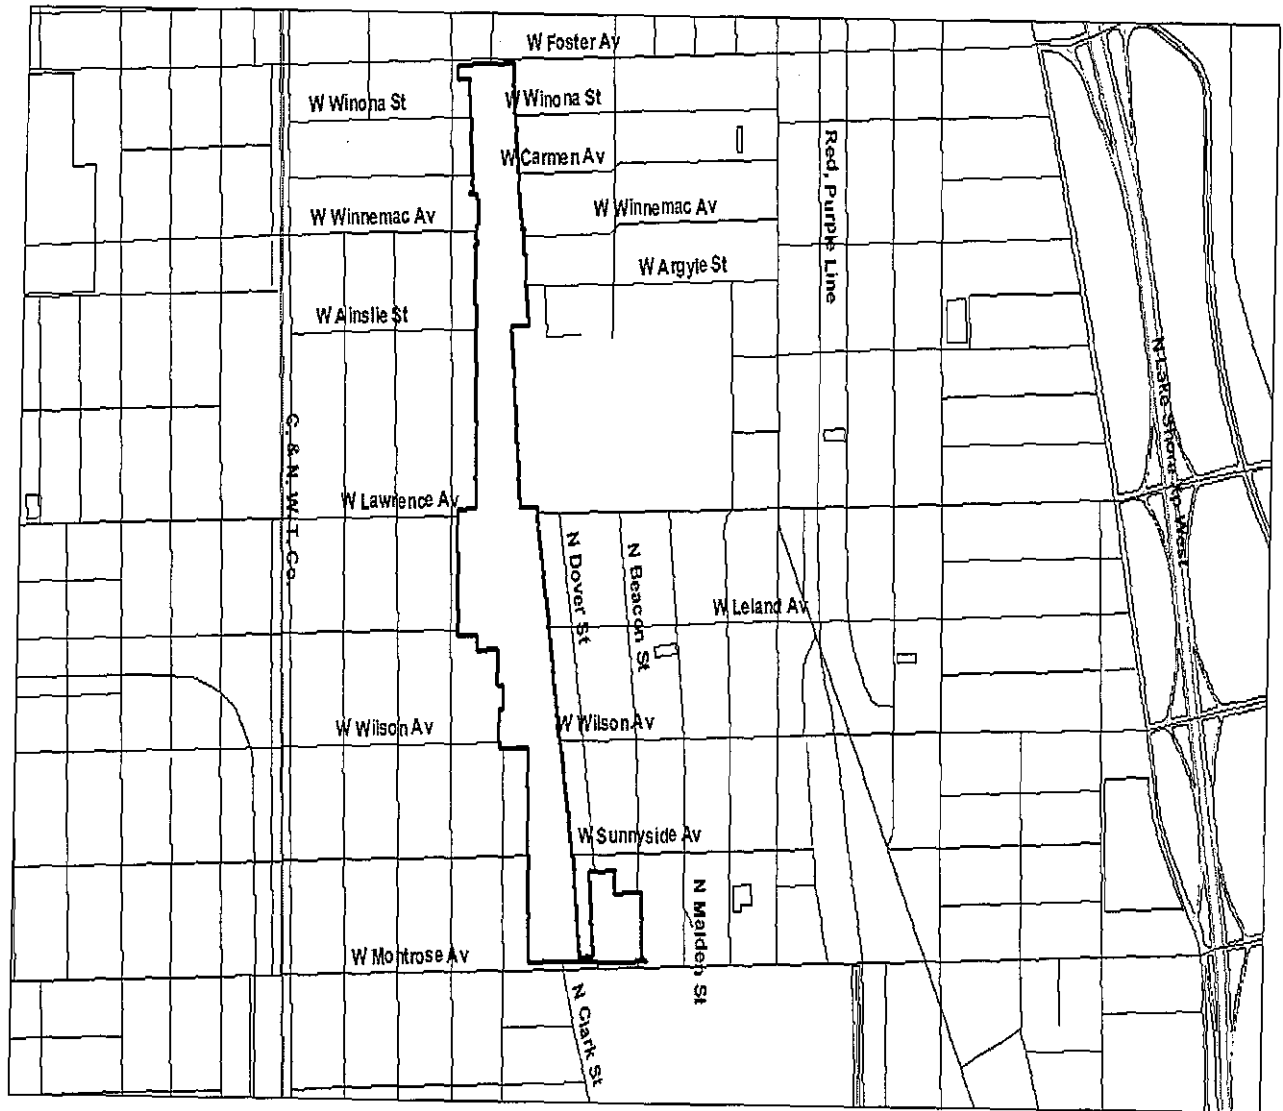 W Foster Av
W Winona St
W Winona St
W Carmen Av
Red, Purple Line
W Winnemac Av
W Winnemac Av
W Argyle St
W Ainslie St
N Lake Shore Xp West
C. & N. W. T. Co.
W Lawrence Av
N Dover St
N Beacon St
W Leland Av
W Wilson Av
W Wilson Av
W Sunnyside Av
N Malden St
W Montrose Av
N Clark St